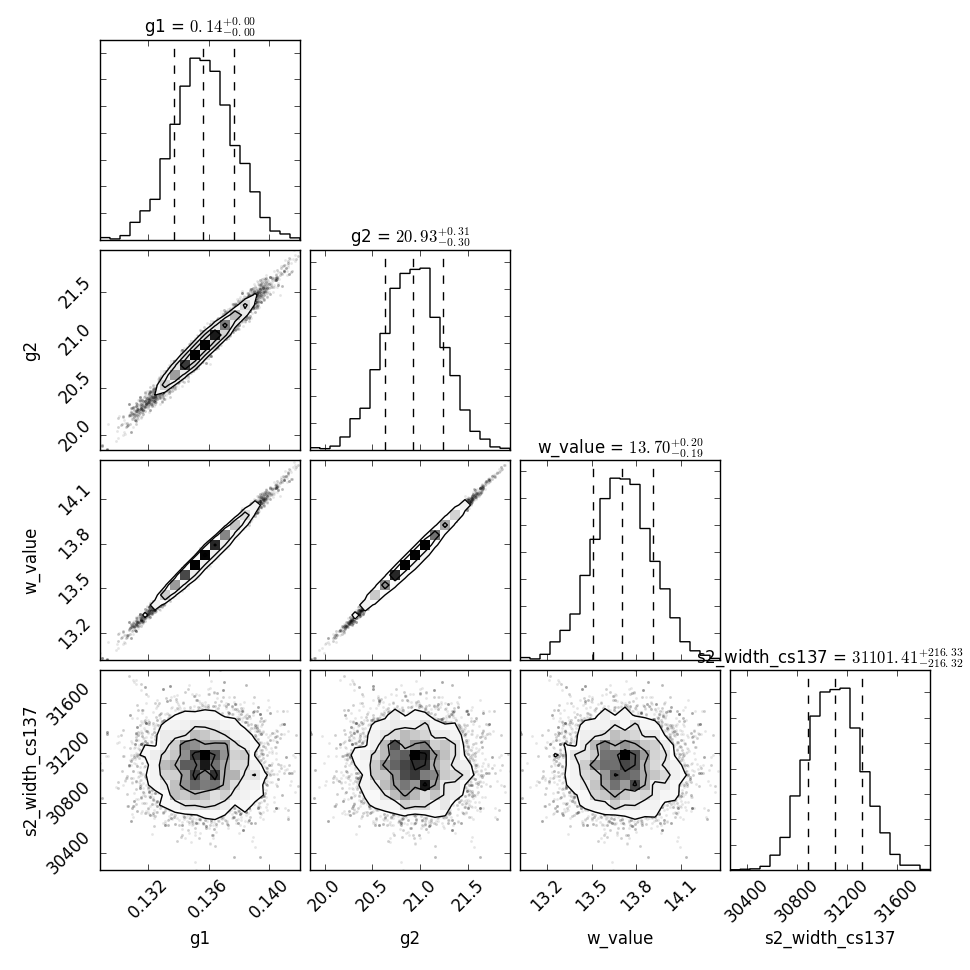 g1 = 0.14+0.00 −0.00
g2 = 20.93+0.31 −0.30
21.5
21.0
20.5
20.0
g2
w_value = 13.70+0.20 −0.19
14.1
13.8
13.5
13.2
w_value
s2_width_cs137 = 31101.41+216.33 −216.32
31600
31200
30800
30400
s2_width_cs137
0.132 0.136 0.140 20.0 20.5 21.0 21.5 13.2 13.5 13.8 14.1 30400 30800 31200 31600
g1 g2 w_value s2_width_cs137